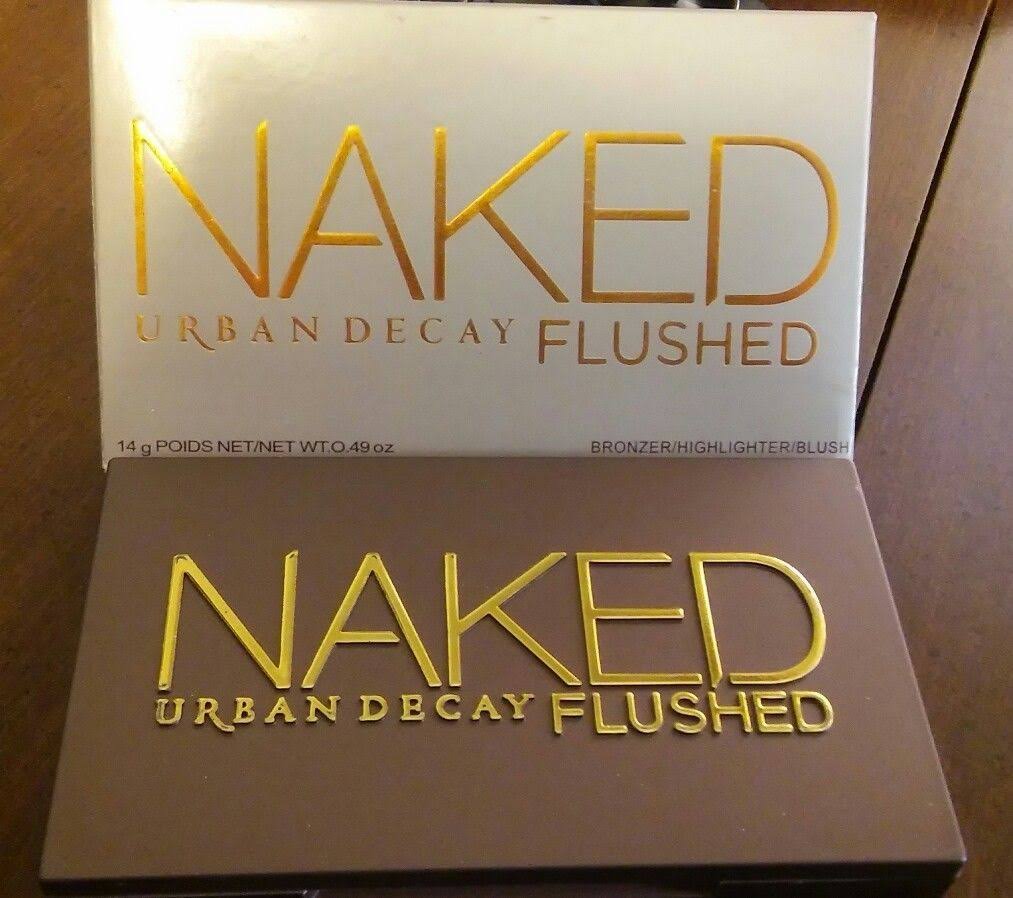 NAKED
URBAN DECAY FLUSHED
14 g POIDS NET/NET WT.O.49 oz
BRONZER/HIGHLIGHTER/BLUSH
NAKED
URBAN DECAY FLUSHED